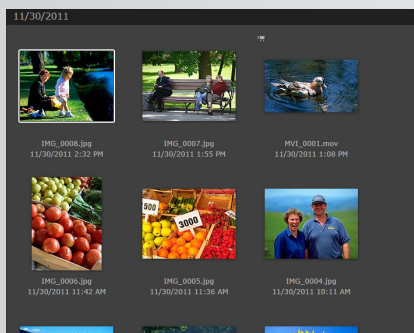 11/30/2011
IMG_0008.jpg
11/30/2011 2:32 PM
IMG_0007.jpg
11/30/2011 1:55 PM
MVI_0001.mov
11/30/2011 1:08 PM
500
3000
IMG_0006.jpg
11/30/2011 11:42 AM
IMG_0005.jpg
11/30/2011 11:36 AM
IMG_0004.jpg
11/30/2011 10:11 AM